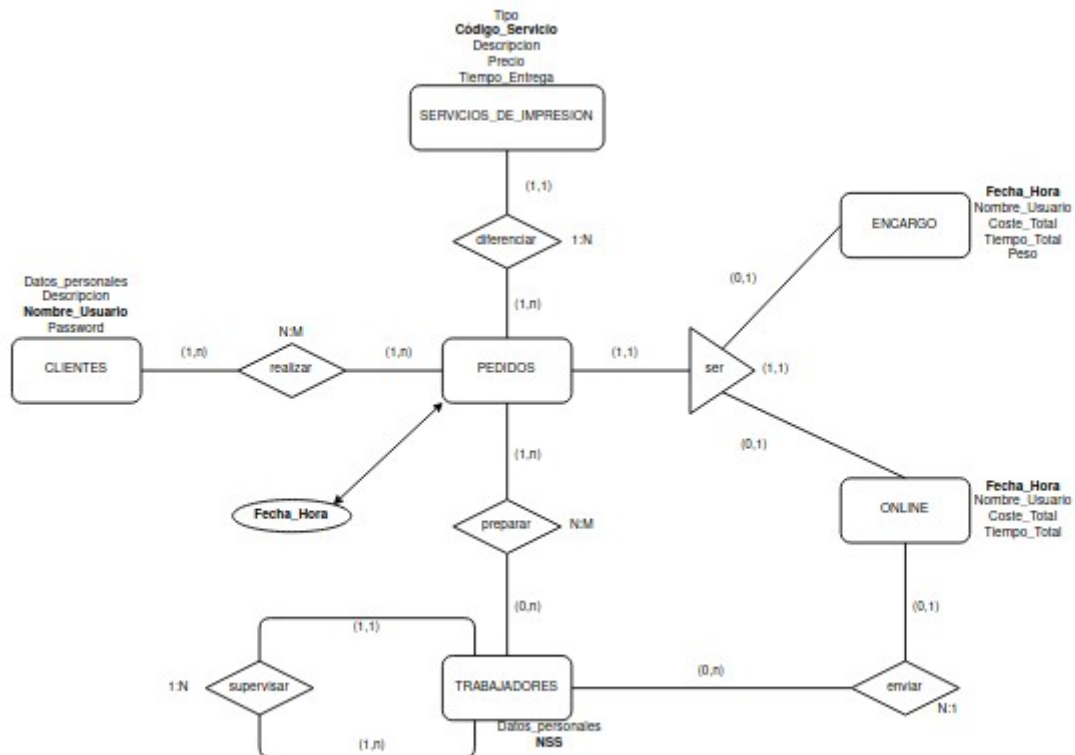 Tipo
Código_Servicio
Descripcion
Precio
Tiempo_Entrega
SERVICIOS_DE_IMPRESION
(1,1)
diferenciar
1:N
(1,n)
Fecha_Hora
Nombre_Usuario
Coste_Total
Tiempo_Total
Peso
ENCARGO
(0,1)
Datos_personales
Descripcion
Nombre_Usuario
Password
CLIENTES
(1,n)
N:M
realizar
(1,n)
PEDIDOS
(1,1)
ser
(1,1)
(0,1)
Fecha_Hora
Nombre_Usuario
Coste_Total
Tiempo_Total
ONLINE
Fecha_Hora
(1,n)
preparar
N:M
(0,n)
(0,1)
(1,1)
1:N
supervisar
(1,n)
TRABAJADORES
Datos_personales
NSS
(0,n)
enviar
N:1